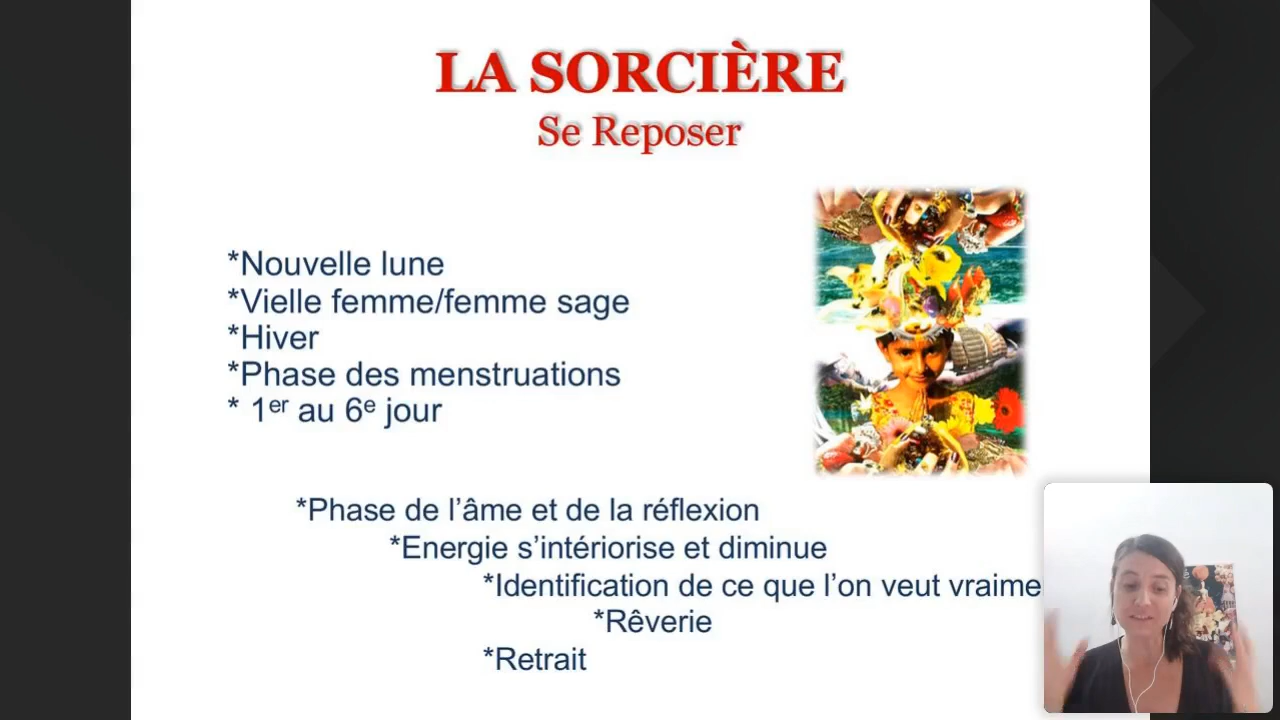 LA SORCIÈRE
Se Reposer
*Nouvelle lune
*Vielle femme/femme sage
*Hiver
*Phase des menstruations
* 1er au 6e jour
*Phase de l’âme et de la réflexion
*Energie s’intériorise et diminue
*Identification de ce que l’on veut vraime
*Rêverie
*Retrait